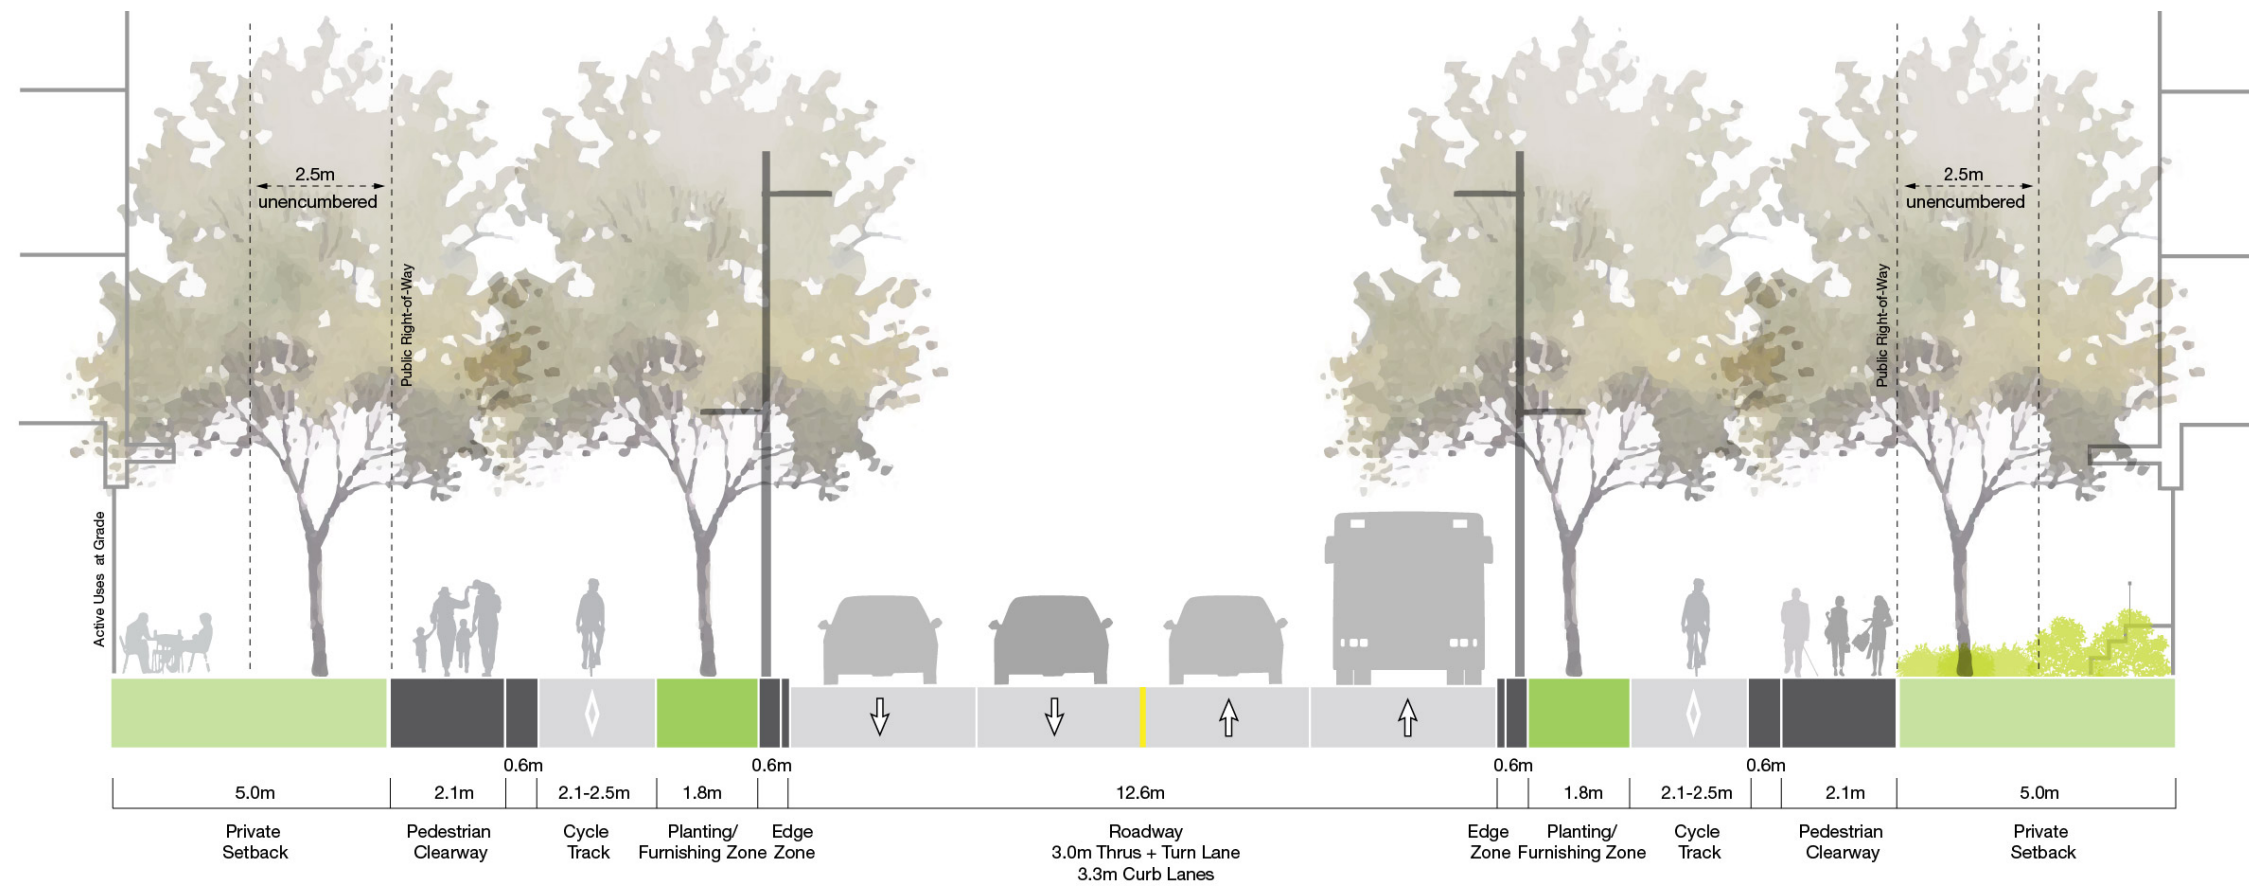 2.5m
unencumbered
2.5m
unencumbered
Public Right-of-Way
Public Right-of-Way
Active Uses at Grade
0.6m
0.6m
0.6m
0.6m
5.0m
2.1m
2.1-2.5m
1.8m
12.6m
1.8m
2.1-2.5m
2.1m
5.0m
Private
Setback
Pedestrian
Clearway
Cycle
Track
Planting/
Furnishing Zone
Edge
Zone
Roadway
3.0m Thrus + Turn Lane
3.3m Curb Lanes
Edge
Zone
Planting/
Furnishing Zone
Cycle
Track
Pedestrian
Clearway
Private
Setback